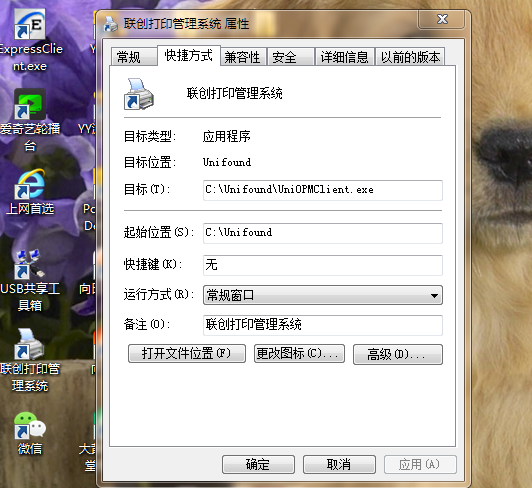 联创打印管理系统 属性
常规
快捷方式
兼容性
安全
详细信息
以前的版本
联创打印管理系统
目标类型:
应用程序
目标位置:
Unifound
目标(T):
C:\Unifound\UniOPMClient.exe
起始位置(S):
C:\Unifound
快捷键(K):
无
运行方式(R):
常规窗口
备注(O):
联创打印管理系统
打开文件位置(F)
更改图标(C)...
高级(D)...
确定
取消
应用(A)
ExpressClie
nt.exe
爱奇艺轮播
台
YY
上网首选
Po
Do
USB共享工
具箱
向日
联创打印管
理系统
向
微信
大黄
堂